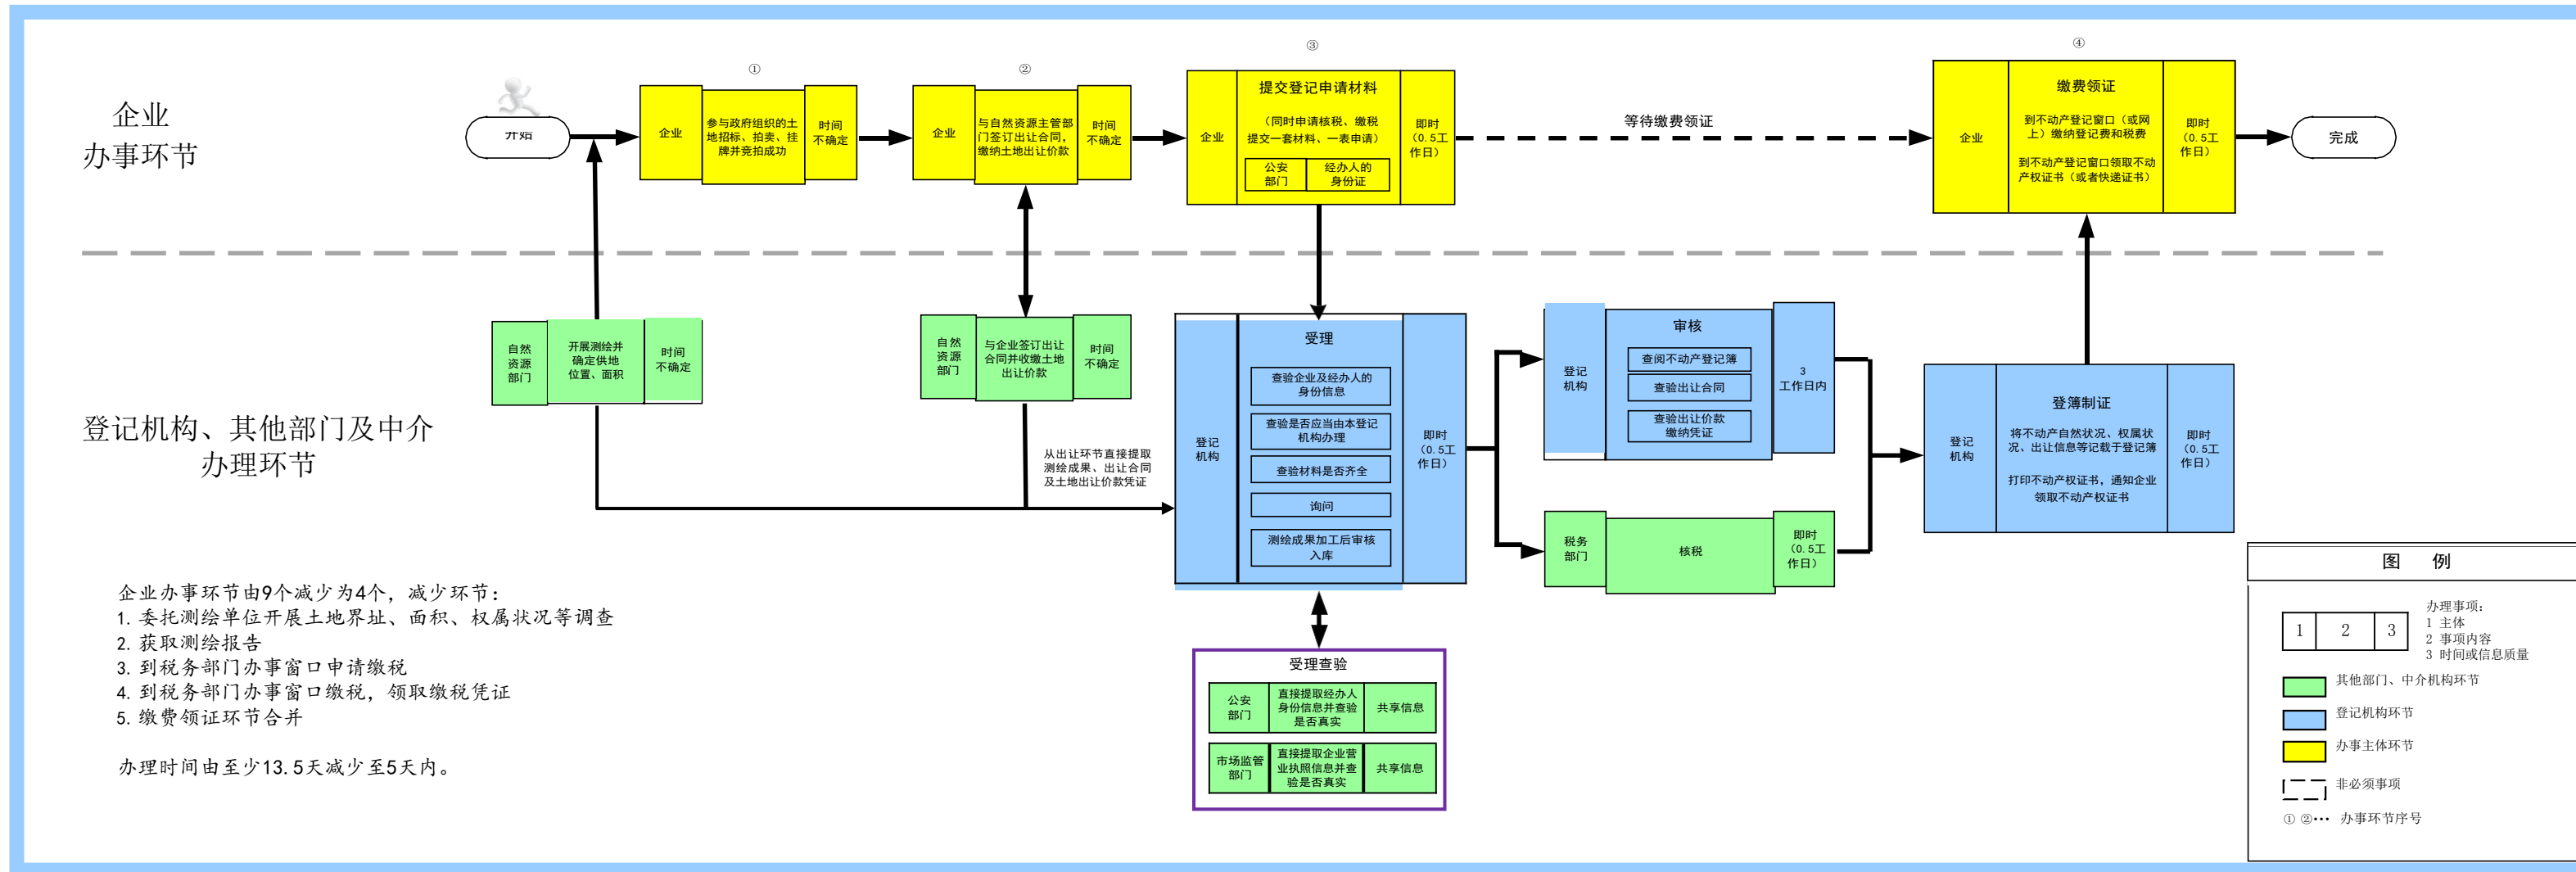 ①
②
③
④
企业
办事环节
开始
企业
参与政府组织的土
地招标、拍卖、挂
牌并竞拍成功
时间
不确定
企业
与自然资源主管部
门签订出让合同,
缴纳土地出让价款
时间
不确定
企业
提交登记申请材料
（同时申请核税、缴税
提交一套材料、一表申请）
公安
部门
经办人的
身份证
即时
（0.5工
作日）
等待缴费领证
企业
缴费领证
到不动产登记窗口（或网
上）缴纳登记费和税费
到不动产登记窗口领取不动
产权证书（或者快递证书）
即时
（0.5工
作日）
完成
登记机构、其他部门及中介
办理环节
自然
资源
部门
开展测绘并
确定供地
位置、面积
时间
不确定
自然
资源
部门
与企业签订出让
合同并收缴土地
出让价款
时间
不确定
从出让环节直接提取
测绘成果、出让合同
及土地出让价款凭证
登记
机构
受理
查验企业及经办人的
身份信息
查验是否应当由本登记
机构办理
查验材料是否齐全
询问
测绘成果加工后审核
入库
即时
（0.5工
作日）
登记
机构
审核
查阅不动产登记簿
查验出让合同
查验出让价款
缴纳凭证
3
工作日内
税务
部门
核税
即时
（0.5工
作日）
登记
机构
登簿制证
将不动产自然状况、权属状
况、出让信息等记载于登记簿
打印不动产权证书，通知企业
领取不动产权证书
即时
（0.5工
作日）
受理查验
公安
部门
直接提取经办人
身份信息并查验
是否真实
共享信息
市场监管
部门
直接提取企业营
业执照信息并查
验是否真实
共享信息
企业办事环节由9个减少为4个，减少环节：
1. 委托测绘单位开展土地界址、面积、权属状况等调查
2. 获取测绘报告
3. 到税务部门办事窗口申请缴税
4. 到税务部门办事窗口缴税，领取缴税凭证
5. 缴费领证环节合并
办理时间由至少13.5天减少至5天内。
图 例
1 2 3
办理事项：
1 主体
2 事项内容
3 时间或信息质量
其他部门、中介机构环节
登记机构环节
办事主体环节
非必须事项
① ②… 办事环节序号